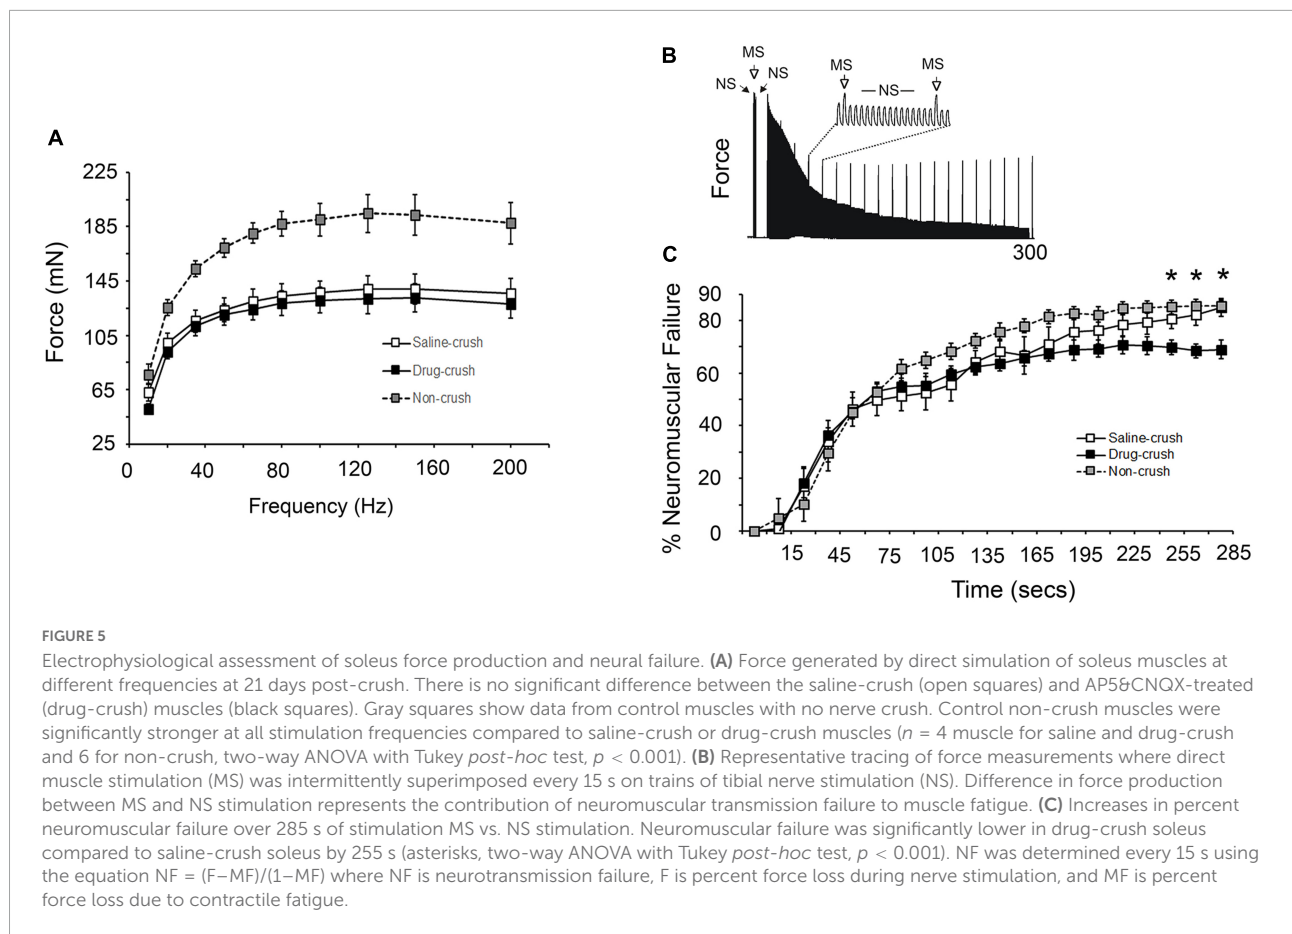 A
Force (mN)
225
185
145
105
65
25
0
40
80
120
160
200
Frequency (Hz)
Saline-crush
Drug-crush
Non-crush
B
MS
NS
NS
MS
MS
NS
Force
300
C
* * *
% Neuromuscular Failure
90
80
60
40
20
0
15
45
75
105
145
165
195
225
255
285
Time (secs)
Saline-crush
Drug-crush
Non-crush
FIGURE 5
Electrophysiological assessment of soleus force production and neural failure. (A) Force generated by direct simulation of soleus muscles at
different frequencies at 21 days post-crush. There is no significant difference between the saline-crush (open squares) and AP5&CNQX-treated
(drug-crush) muscles (black squares). Gray squares show data from control muscles with no nerve crush. Control non-crush muscles were
significantly stronger at all stimulation frequencies compared to saline-crush or drug-crush muscles (n = 4 muscle for saline and drug-crush
and 6 for non-crush, two-way ANOVA with Tukey post-hoc test, p < 0.001). (B) Representative tracing of force measurements where direct
muscle stimulation (MS) was intermittently superimposed every 15 s on trains of tibial nerve stimulation (NS). Difference in force production
between MS and NS stimulation represents the contribution of neuromuscular transmission failure to muscle fatigue. (C) Increases in percent
neuromuscular failure over 285 s of stimulation MS vs. NS stimulation. Neuromuscular failure was significantly lower in drug-crush soleus
compared to saline-crush soleus by 255 s (asterisks, two-way ANOVA with Tukey post-hoc test, p < 0.001). NF was determined every 15 s using
the equation NF = (F–MF)/(1–MF) where NF is neurotransmission failure, F is percent force loss during nerve stimulation, and MF is percent
force loss due to contractile fatigue.